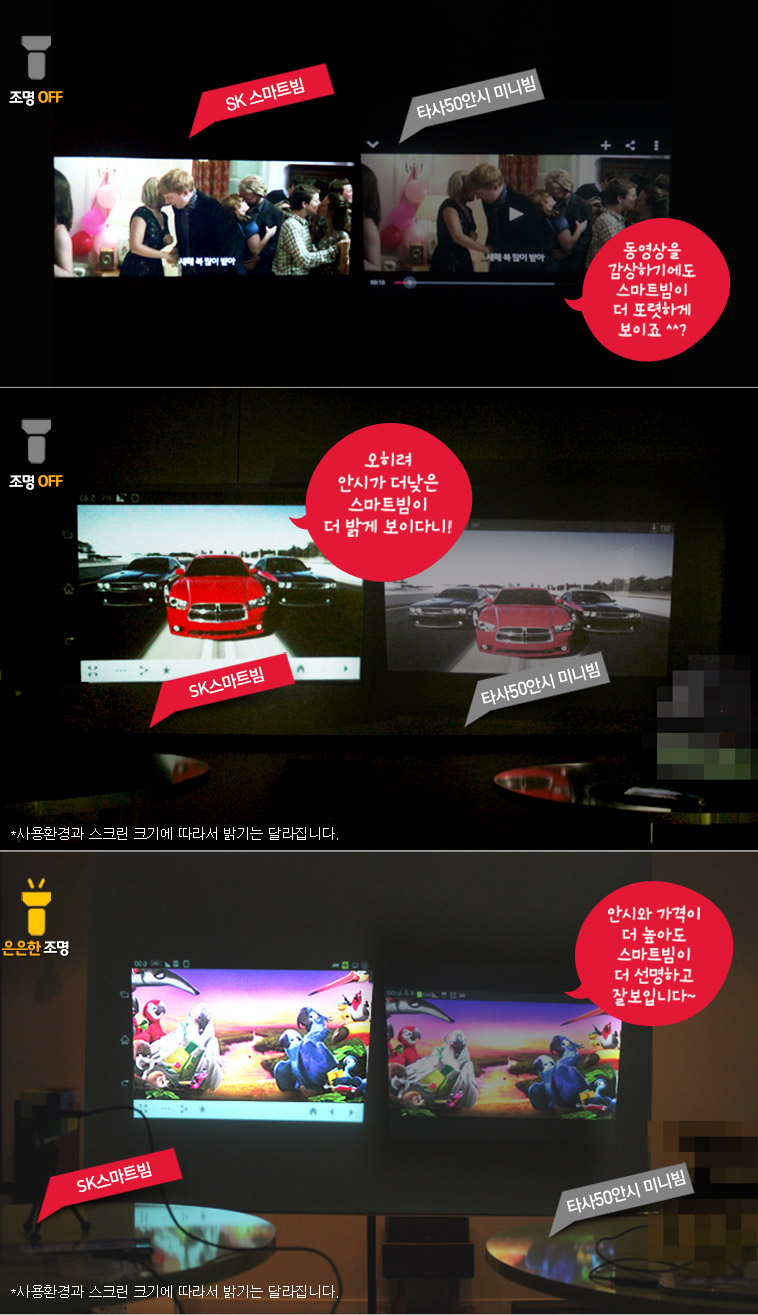 조명 OFF
SK 스마트빔
타사50안시 미니빔
새해 복 많이 받아
새해 복 많이 받아
00:19
동영상을
감상하기에도
스마트빔이
더 또렷하게
보이죠 ^^?
조명 OFF
오히려
안시가 더낮은
스마트빔이
더 밝게 보이다니!
SK스마트빔
타사50안시 미니빔
*사용환경과 스크린 크기에 따라서 밝기는 달라집니다.
은은한 조명
안시와 가격이
더 높아도
스마트빔이
더 선명하고
잘보입니다~
SK스마트빔
타사50안시 미니빔
*사용환경과 스크린 크기에 따라서 밝기는 달라집니다.